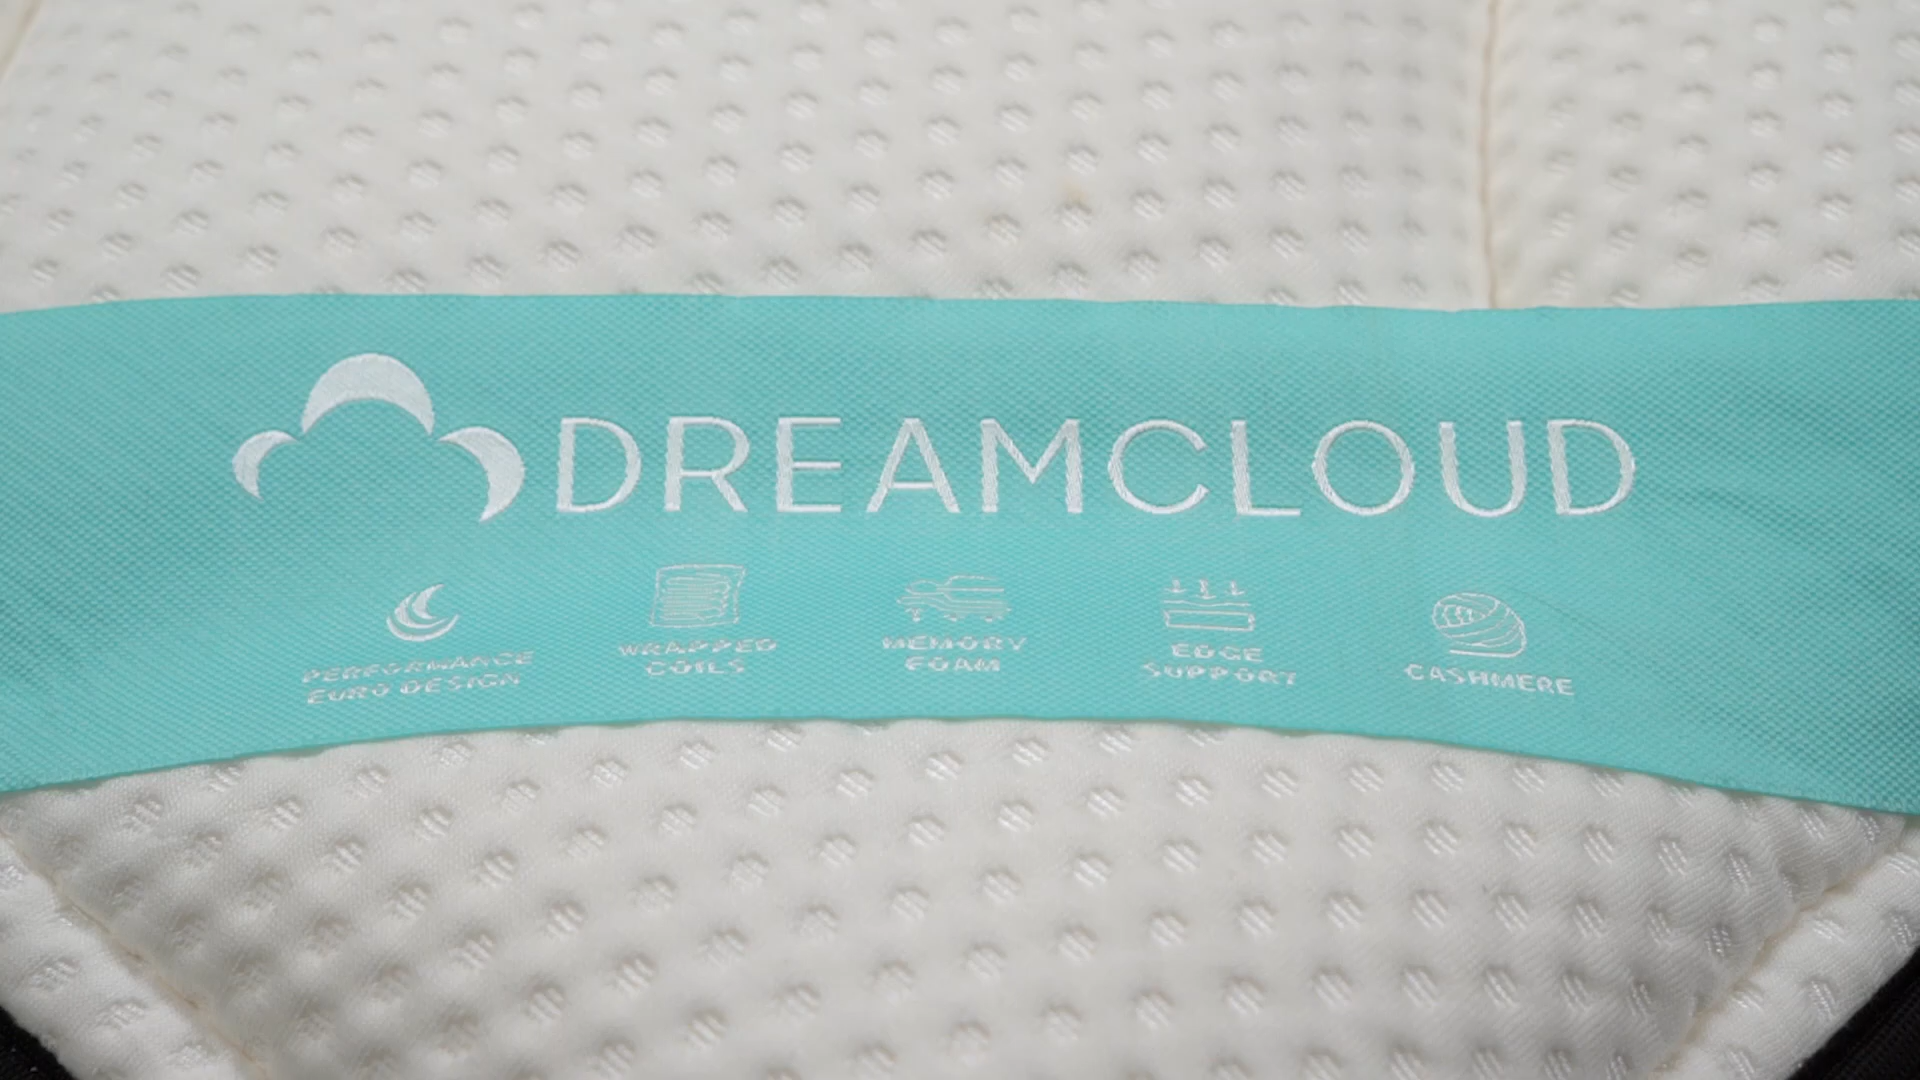 DREAMCLOUD
PERFORMANCE
EURO DESIGN
WRAPPED
COILS
MEMORY
FOAM
EDGE
SUPPORT
CASHMERE